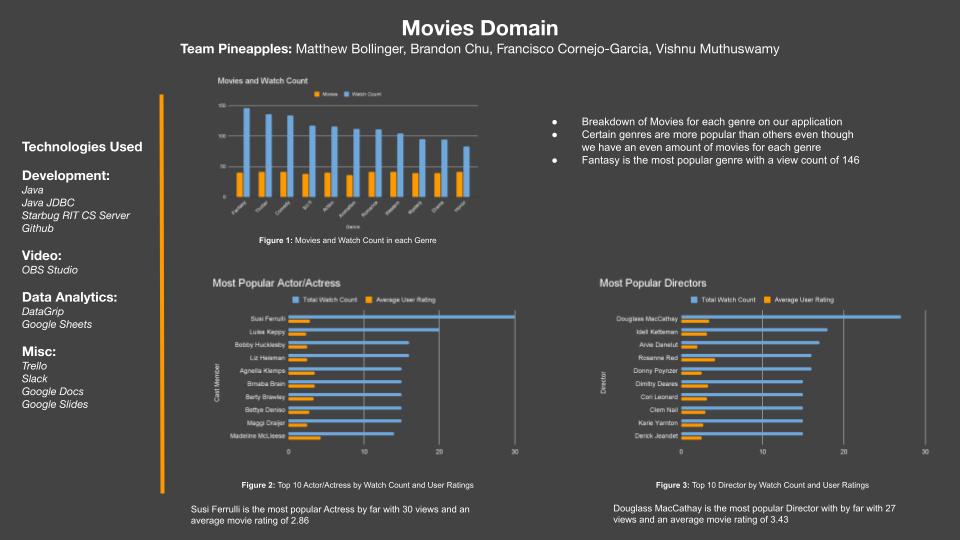 Movies Domain
Team Pineapples: Matthew Bollinger, Brandon Chu, Francisco Cornejo-Garcia, Vishnu Muthuswamy
Technologies Used
Development:
Java
Java JDBC
Starbug RIT CS Server
Github
Video:
OBS Studio
Data Analytics:
DataGrip
Google Sheets
Misc:
Trello
Slack
Google Docs
Google Slides
Movies and Watch Count
Movies Watch Count
150
100
50
0
Fantasy Thriller Comedy Sci-fi Action Animation Romance Western Mystery Drama Horror
Genre
Figure 1: Movies and Watch Count in each Genre
● Breakdown of Movies for each genre on our application
● Certain genres are more popular than others even though
we have an even amount of movies for each genre
● Fantasy is the most popular genre with a view count of 146
Most Popular Actor/Actress
Total Watch Count Average User Rating
Cast Member
Susi Ferrulli
Lulea Keppy
Bobby Hucklesby
Liz Heisman
Agnella Klemps
Brnaba Brain
Berty Brawley
Bettye Deniso
Maggi Draijer
Madeline McLleese
0 10 20 30
Figure 2: Top 10 Actor/Actress by Watch Count and User Ratings
Susi Ferrulli is the most popular Actress by far with 30 views and an
average movie rating of 2.86
Most Popular Directors
Total Watch Count Average User Rating
Director
Douglass MacCathay
Idell Ketteman
Arvie Danelut
Rosanne Red
Donny Poynzer
Dimitry Deares
Cori Leonard
Clem Nail
Karie Yarnton
Derick Jeandet
0 10 20 30
Figure 3: Top 10 Director by Watch Count and User Ratings
Douglass MacCathay is the most popular Director with by far with 27
views and an average movie rating of 3.43